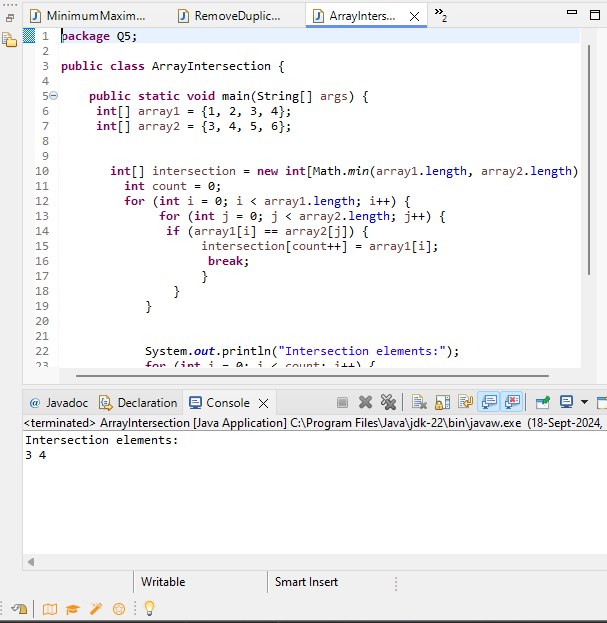 MinimumMaxim... RemoveDuplic... ArrayInters... »2
1 package Q5;
2
3 public class ArrayIntersection {
4
5 public static void main(String[] args) {
6 int[] array1 = {1, 2, 3, 4};
7 int[] array2 = {3, 4, 5, 6};
8
9
10 int[] intersection = new int[Math.min(array1.length, array2.length)
11 int count = 0;
12 for (int i = 0; i < array1.length; i++) {
13 for (int j = 0; j < array2.length; j++) {
14 if (array1[i] == array2[j]) {
15 intersection[count++] = array1[i];
16 break;
17 }
18 }
19 }
20
21
22 System.out.println("Intersection elements:");
23 for (int i = 0; i < count; i++) {
@ Javadoc Declaration Console
<terminated> ArrayIntersection [Java Application] C:\Program Files\Java\jdk-22\bin\javaw.exe (18-Sept-2024,
Intersection elements:
3 4
Writable Smart Insert